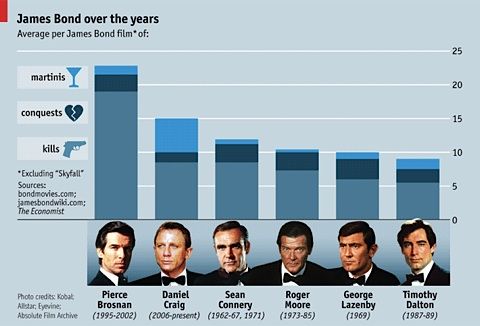 James Bond over the years
Average per James Bond film* of:
25
martinis
20
conquests
15
kills
10
*Excluding "Skyfall"
5
Sources:
bondmovies.com;
jamesbondwiki.com;
The Economist
0
Photo credits: Kobal;
Allstar; Eyevine;
Absolute Film Archive
Pierce
Brosnan
(1995-2002)
Daniel
Craig
(2006-present)
Sean
Connery
(1962-67, 1971)
Roger
Moore
(1973-85)
George
Lazenby
(1969)
Timothy
Dalton
(1987-89)